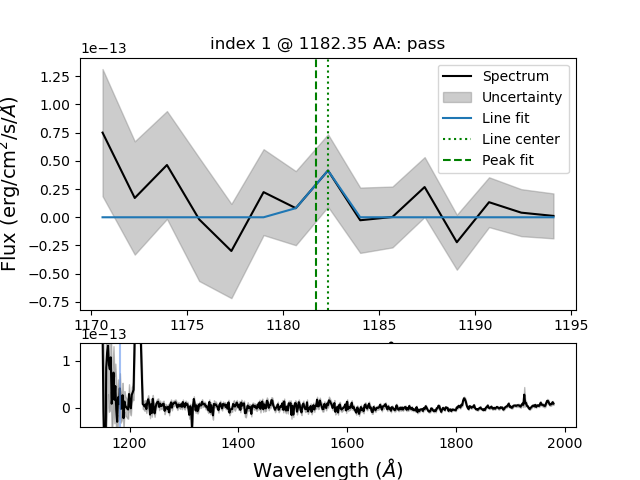 index 1 @ 1182.35 AA: pass
1e−13
Flux (erg/cm²/s/Å)
1.25
1.00
0.75
0.50
0.25
0.00
−0.25
−0.50
−0.75
Spectrum
Uncertainty
Line fit
Line center
Peak fit
1170 1175 1180 1185 1190 1195
1e−13
1
0
1200 1400 1600 1800 2000
Wavelength (Å)